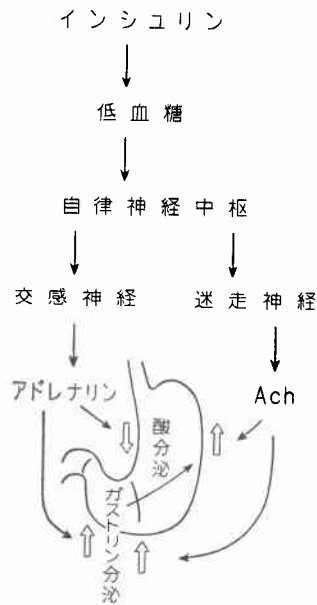 インシュリン
低血糖
自律神経中枢
交感神経 迷走神経
アドレナリン Ach
酸分泌
ガストリン分泌